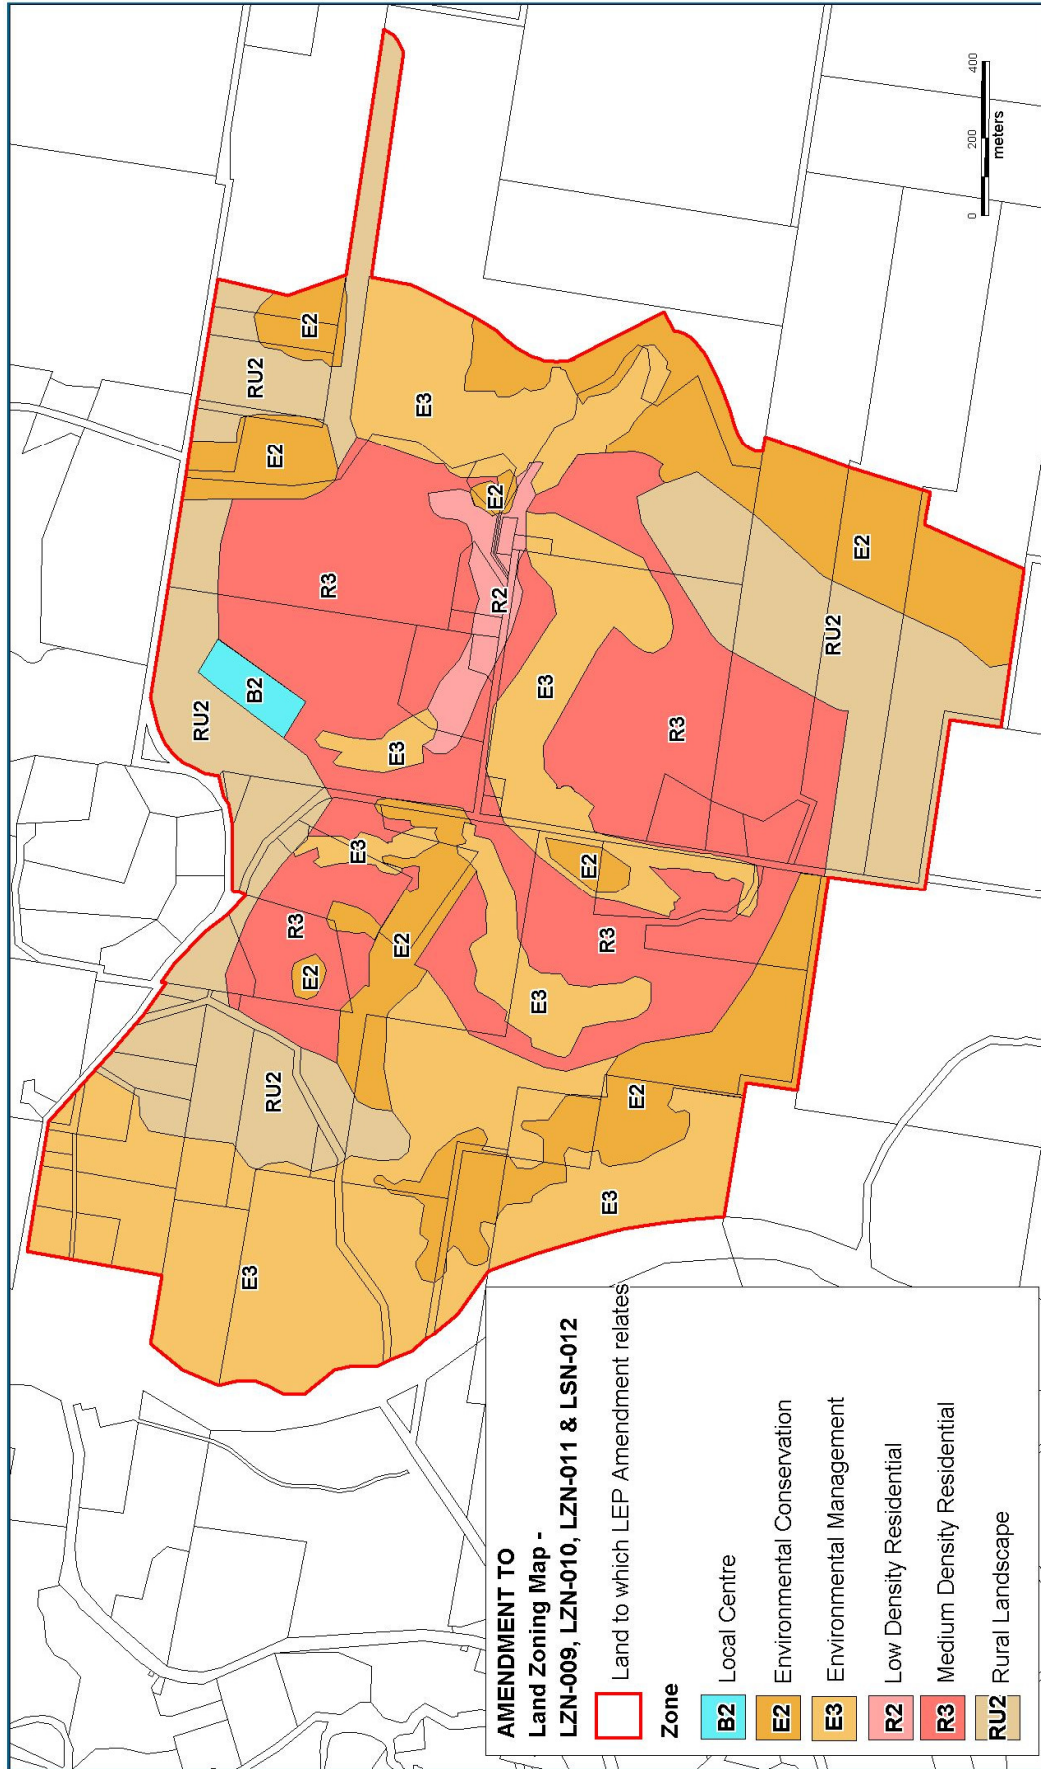 RU2
B2
E3
RU2
RU2
E2
R3
E2
E2
R3
E3
E3
E2
E3
E2
R2
E3
E3
E2
R3
E3
E2
R3
RU2
E2
AMENDMENT TO
Land Zoning Map -
LZN-009, LZN-010, LZN-011 & LSN-012
Land to which LEP Amendment relates
Zone
B2 Local Centre
E2 Environmental Conservation
E3 Environmental Management
R2 Low Density Residential
R3 Medium Density Residential
RU2 Rural Landscape
0 200 400
meters